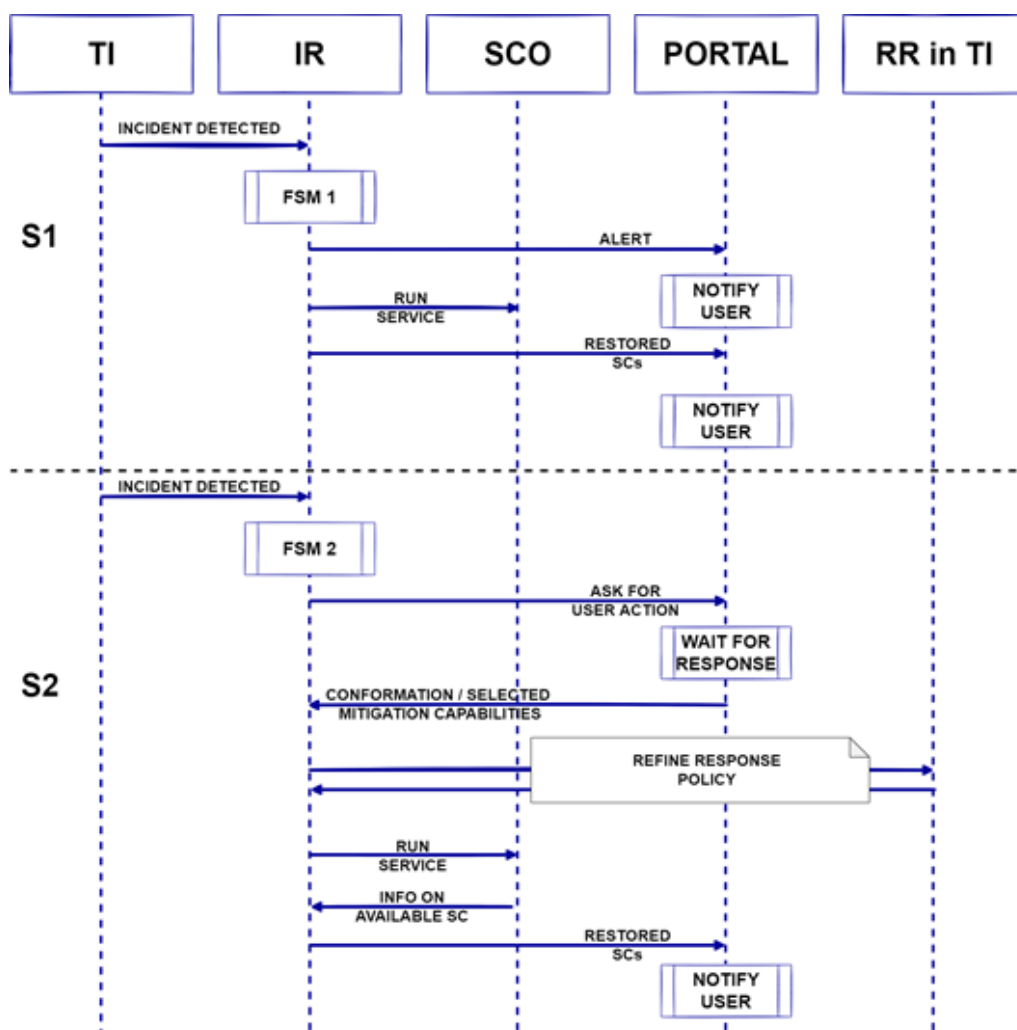 TI
IR
SCO
PORTAL
RR in TI
INCIDENT DETECTED
FSM 1
S1
ALERT
NOTIFY
USER
RUN
SERVICE
RESTORED
SCs
NOTIFY
USER
INCIDENT DETECTED
FSM 2
ASK FOR
USER ACTION
WAIT FOR
RESPONSE
S2
CONFORMATION / SELECTED
MITIGATION CAPABILITIES
REFINE RESPONSE
POLICY
RUN
SERVICE
INFO ON
AVAILABLE SC
RESTORED
SCs
NOTIFY
USER